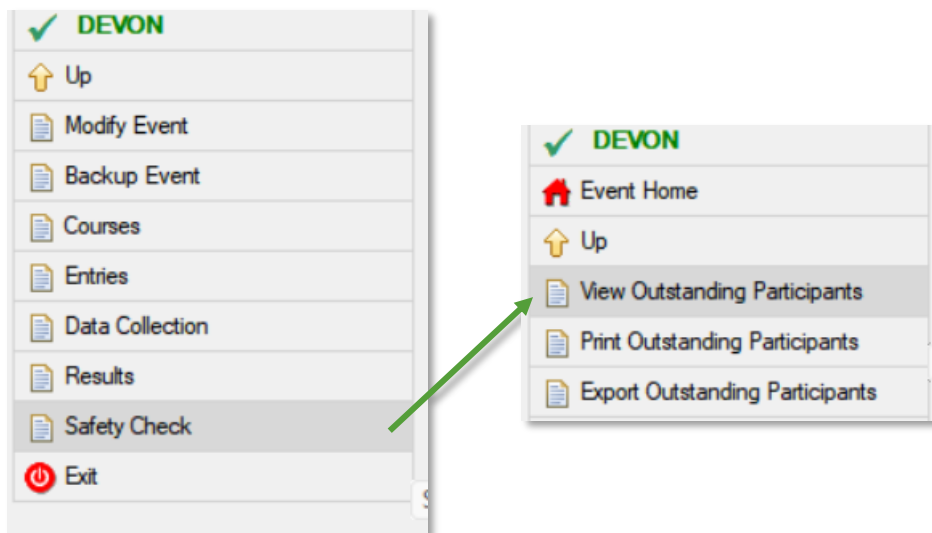 DEVON
Up
Modify Event
Backup Event
Courses
Entries
Data Collection
Results
Safety Check
Exit
DEVON
Event Home
Up
View Outstanding Participants
Print Outstanding Participants
Export Outstanding Participants